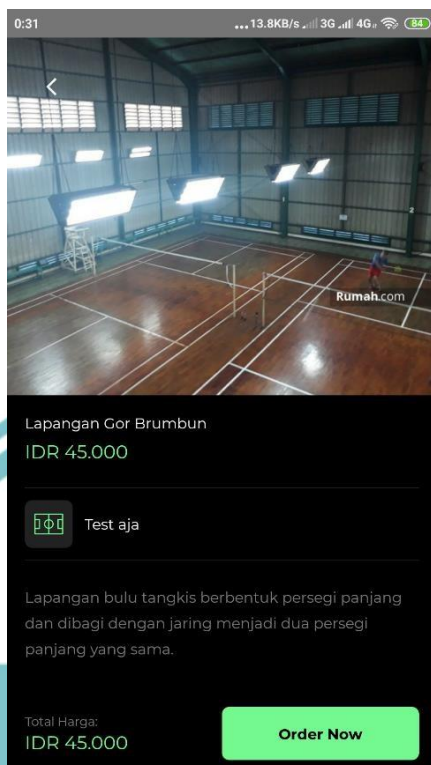 0:31
...13.8KB/s 3G 4G 84
Rumah.com
Lapangan Gor Brumbun
IDR 45.000
Test aja
Lapangan bulu tangkis berbentuk persegi panjang
dan dibagi dengan jaring menjadi dua persegi
panjang yang sama.
Total Harga:
IDR 45.000
Order Now